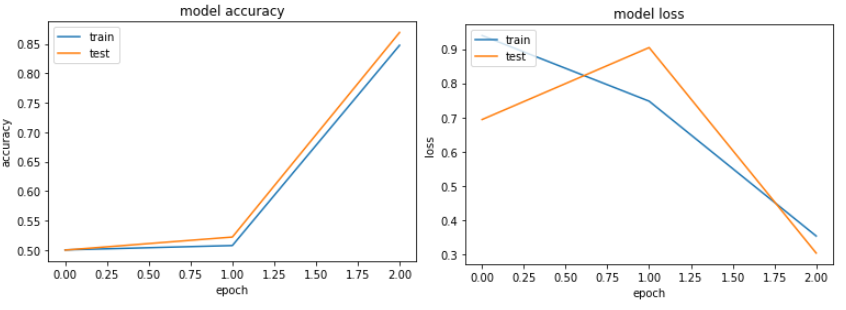 model accuracy
train
test
0.85
0.80
0.75
0.70
0.65
0.60
0.55
0.50
accuracy
0.00 0.25 0.50 0.75 1.00 1.25 1.50 1.75 2.00
epoch
model loss
train
test
0.9
0.8
0.7
0.6
0.5
0.4
0.3
loss
0.00 0.25 0.50 0.75 1.00 1.25 1.50 1.75 2.00
epoch